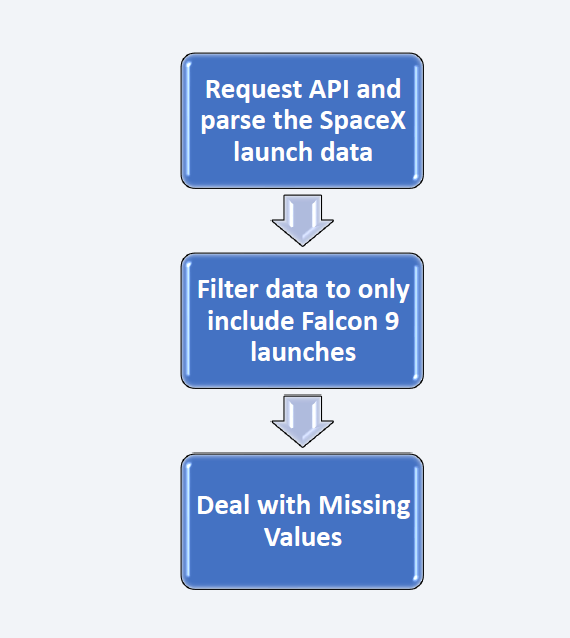 Request API and
parse the SpaceX
launch data
Filter data to only
include Falcon 9
launches
Deal with Missing
Values